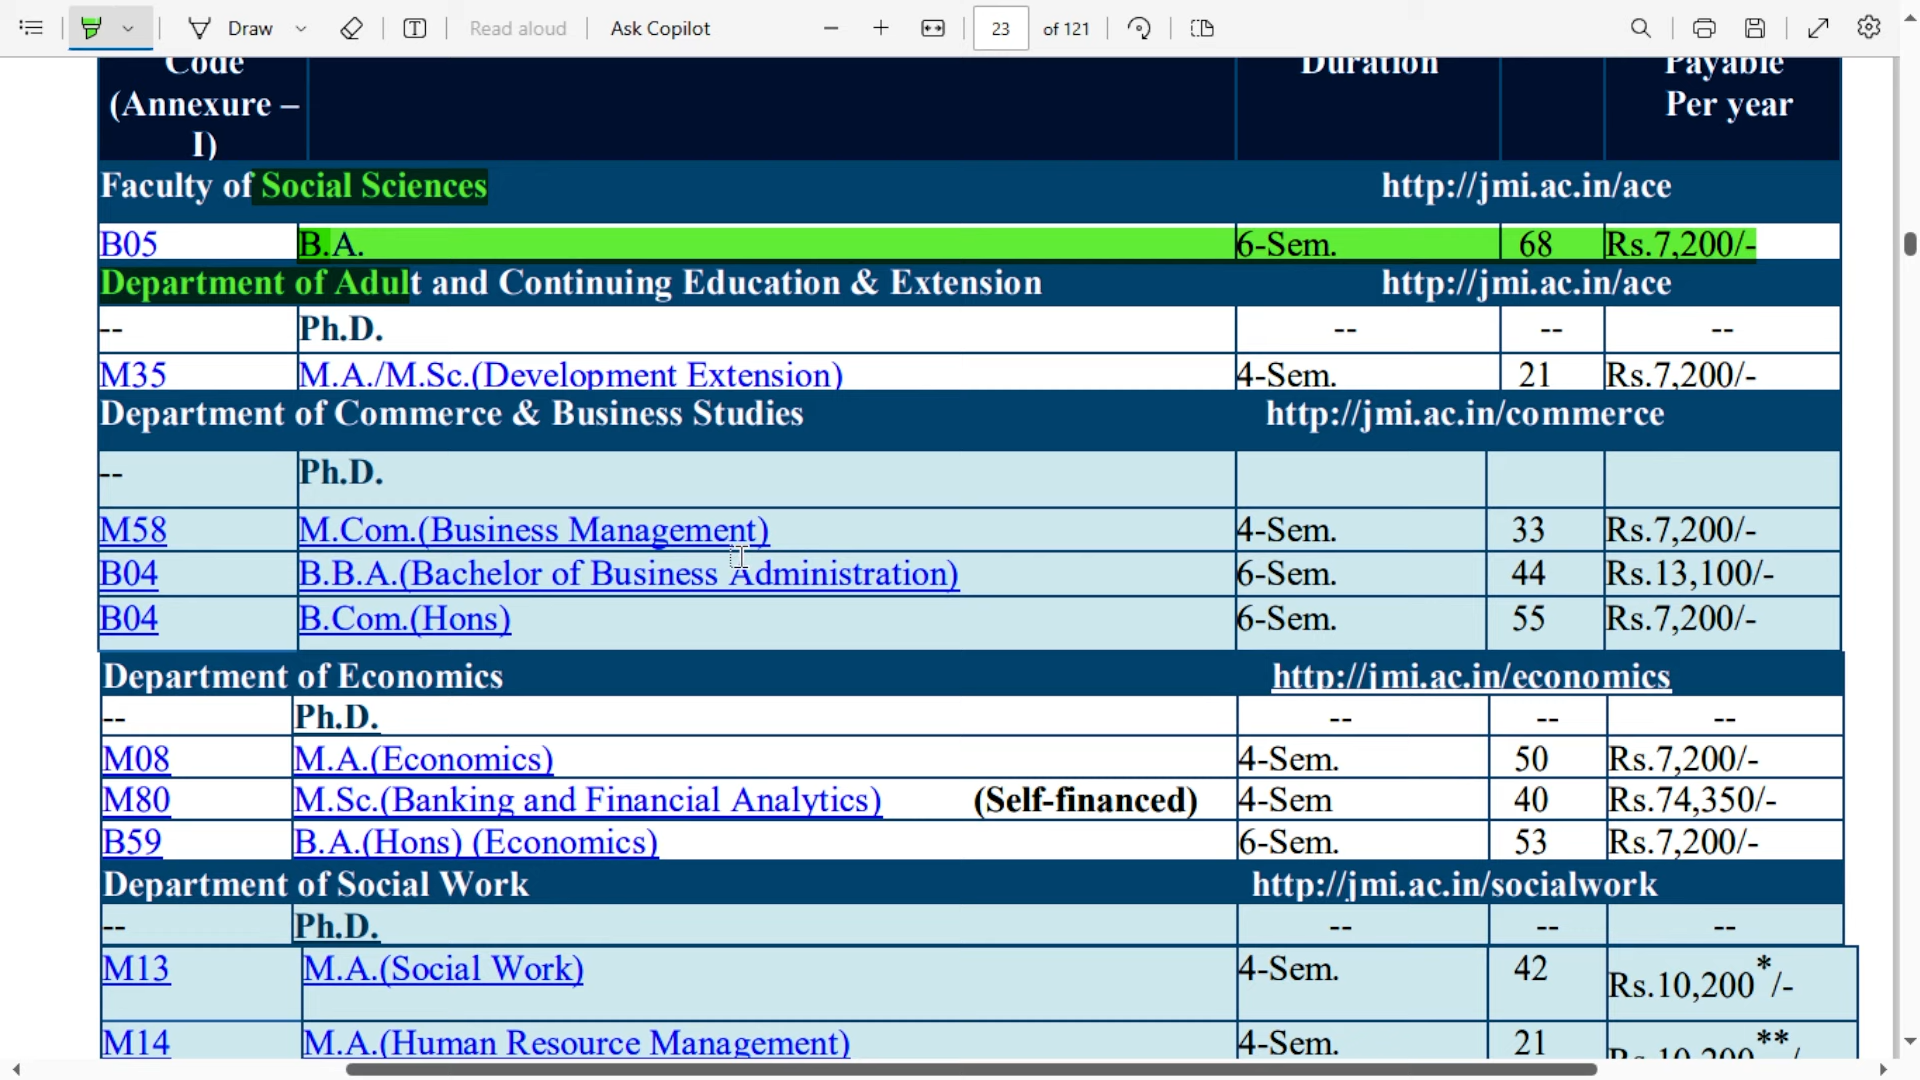 Draw Read aloud Ask Copilot 23 of 121
Code Duration Payable
(Annexure – Per year
I)
Faculty of Social Sciences http://jmi.ac.in/ace
B05 B.A. 6-Sem. 68 Rs.7,200/-
Department of Adult and Continuing Education & Extension http://jmi.ac.in/ace
-- Ph.D. -- -- --
M35 M.A./M.Sc.(Development Extension) 4-Sem. 21 Rs.7,200/-
Department of Commerce & Business Studies http://jmi.ac.in/commerce
-- Ph.D.
M58 M.Com.(Business Management) 4-Sem. 33 Rs.7,200/-
B04 B.B.A.(Bachelor of Business Administration) 6-Sem. 44 Rs.13,100/-
B04 B.Com.(Hons) 6-Sem. 55 Rs.7,200/-
Department of Economics http://jmi.ac.in/economics
-- Ph.D. -- -- --
M08 M.A.(Economics) 4-Sem. 50 Rs.7,200/-
M80 M.Sc.(Banking and Financial Analytics) (Self-financed) 4-Sem 40 Rs.74,350/-
B59 B.A.(Hons) (Economics) 6-Sem. 53 Rs.7,200/-
Department of Social Work http://jmi.ac.in/socialwork
-- Ph.D. -- -- --
M13 M.A.(Social Work) 4-Sem. 42 Rs.10,200*/-
M14 M.A.(Human Resource Management) 4-Sem. 21 Rs.10,200**/-